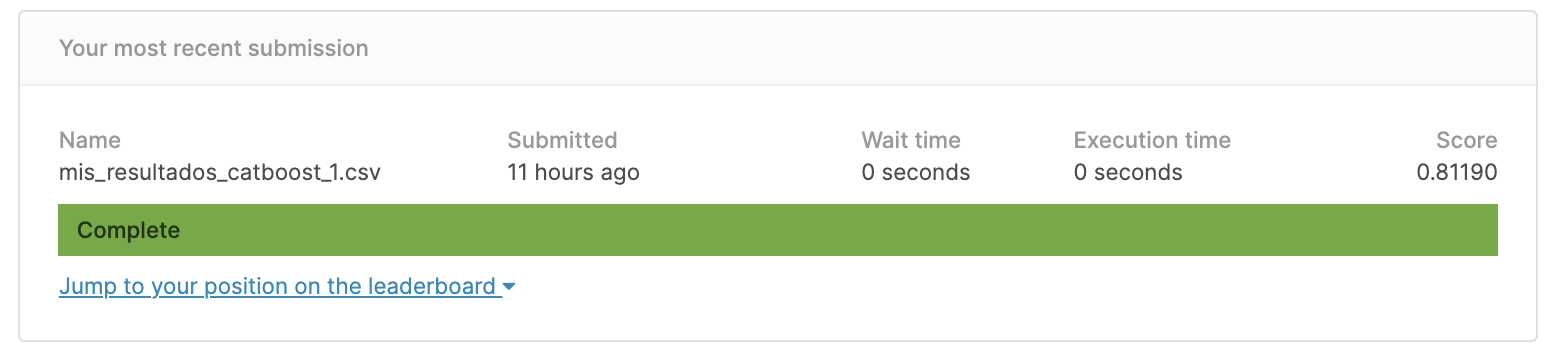 Your most recent submission
Name Submitted Wait time Execution time Score
mis_resultados_catboost_1.csv 11 hours ago 0 seconds 0 seconds 0.81190
Complete
Jump to your position on the leaderboard